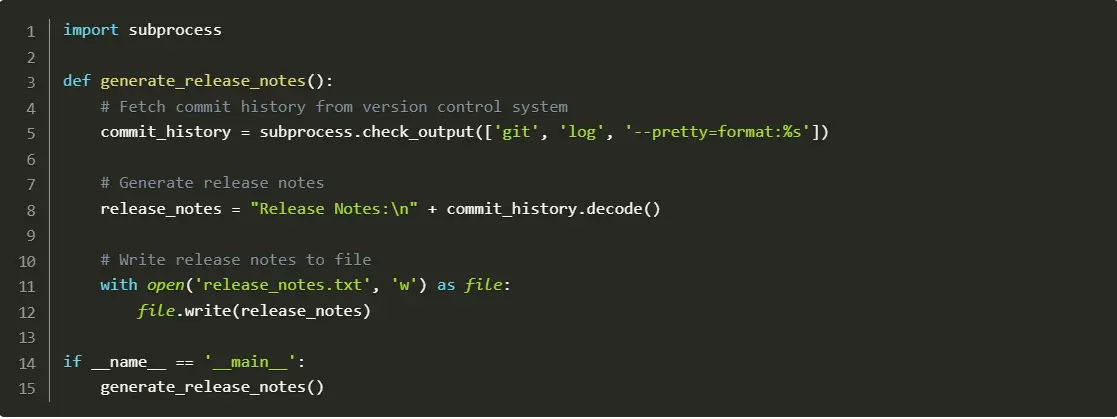 1 import subprocess
2
3 def generate_release_notes():
4     # Fetch commit history from version control system
5     commit_history = subprocess.check_output(['git', 'log', '--pretty=format:%s'])
6
7     # Generate release notes
8     release_notes = "Release Notes:\n" + commit_history.decode()
9
10     # Write release notes to file
11     with open('release_notes.txt', 'w') as file:
12         file.write(release_notes)
13
14 if __name__ == '__main__':
15     generate_release_notes()